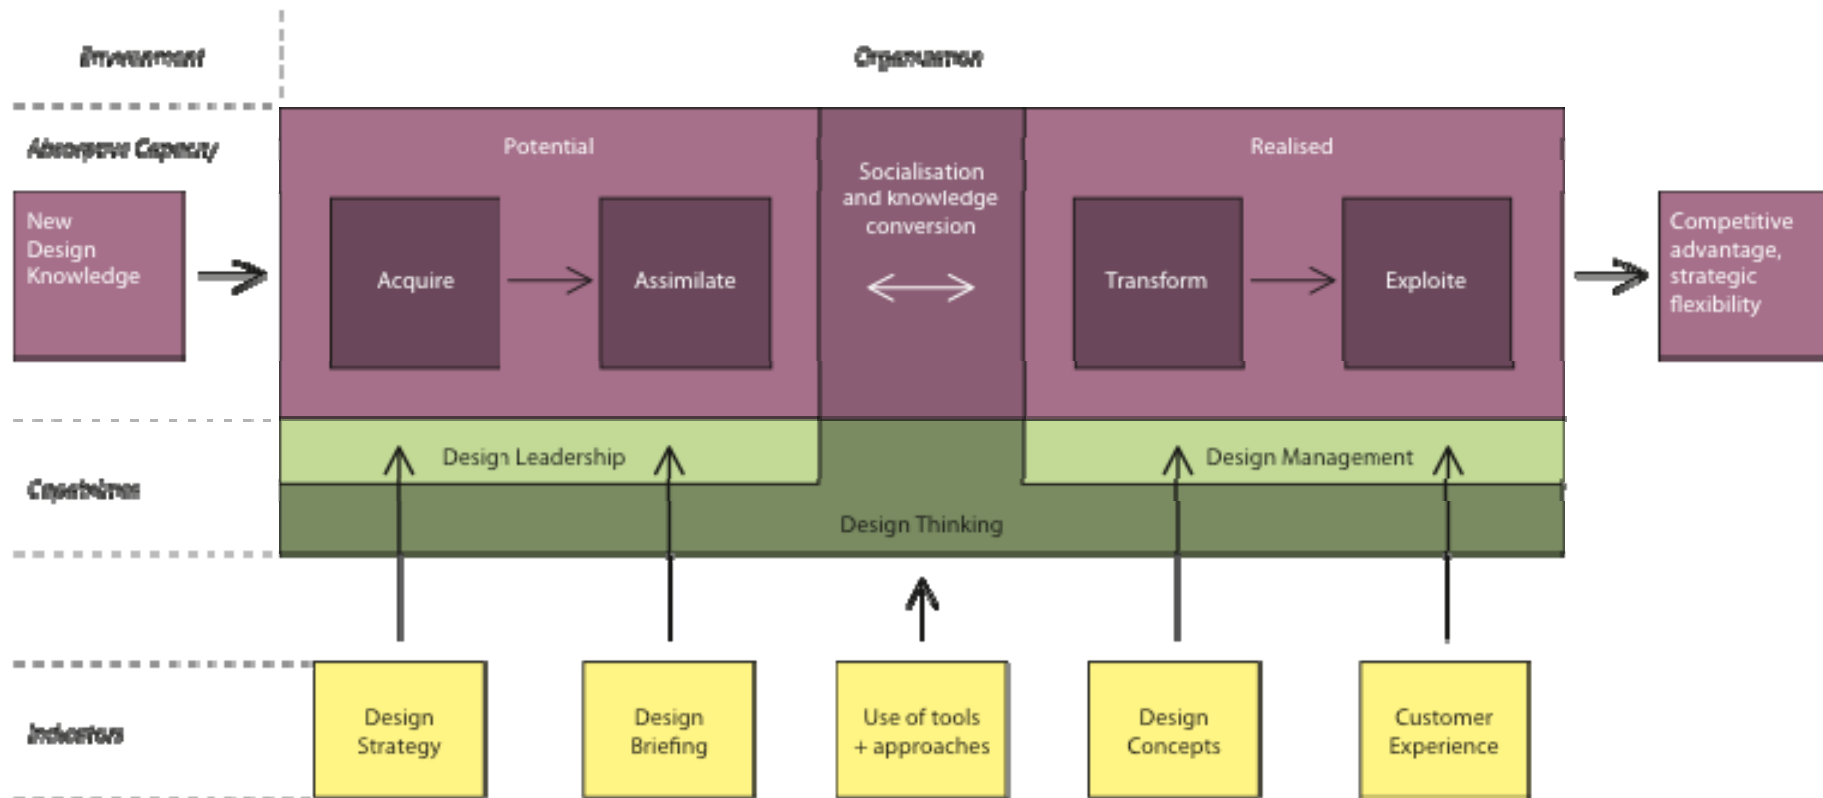 Environment
Organisation
Absorptive Capacity
Potential
Realised
Socialisation
and knowledge
conversion
New
Design
Knowledge
Acquire
Assimilate
Transform
Exploite
Competitive
advantage,
strategic
flexibility
Design Leadership
Design Management
Capabilities
Design Thinking
Indicators
Design
Strategy
Design
Briefing
Use of tools
+ approaches
Design
Concepts
Customer
Experience